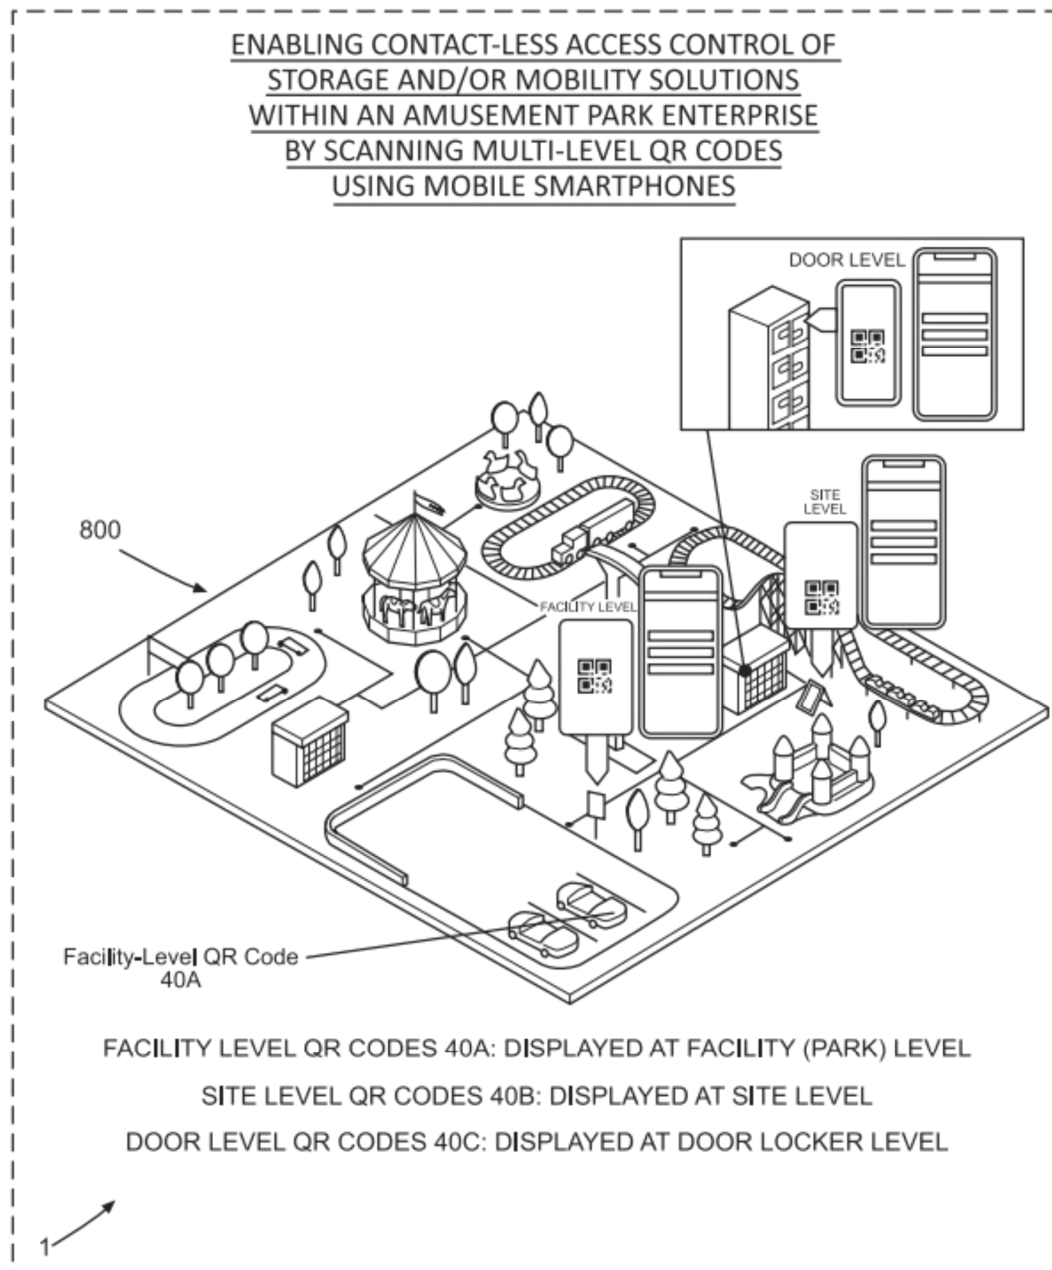 ENABLING CONTACT-LESS ACCESS CONTROL OF
STORAGE AND/OR MOBILITY SOLUTIONS
WITHIN AN AMUSEMENT PARK ENTERPRISE
BY SCANNING MULTI-LEVEL QR CODES
USING MOBILE SMARTPHONES
DOOR LEVEL
SITE
LEVEL
800
FACILITY LEVEL
Facility-Level QR Code
40A
FACILITY LEVEL QR CODES 40A: DISPLAYED AT FACILITY (PARK) LEVEL
SITE LEVEL QR CODES 40B: DISPLAYED AT SITE LEVEL
DOOR LEVEL QR CODES 40C: DISPLAYED AT DOOR LOCKER LEVEL
1